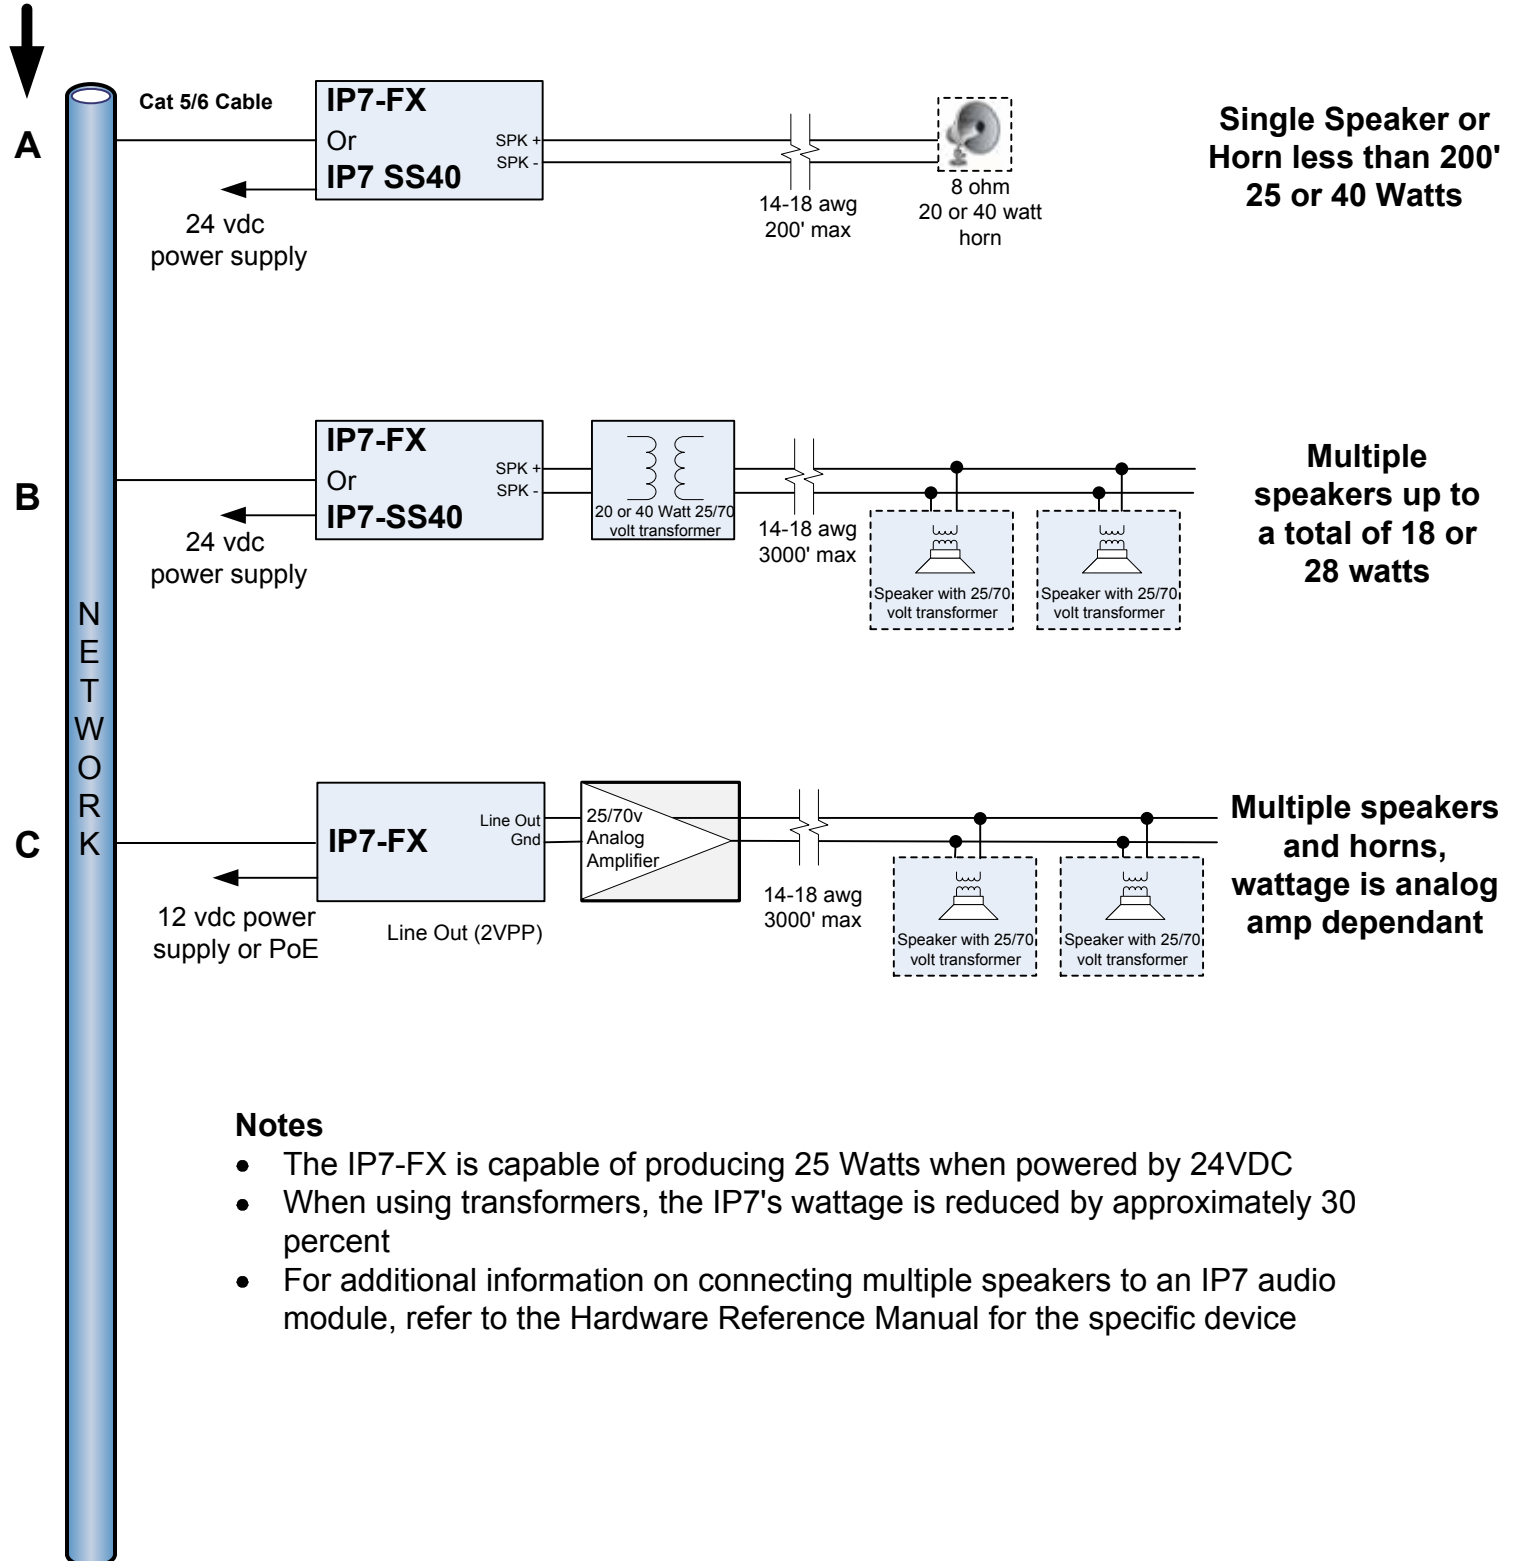 A
Cat 5/6 Cable
IP7-FX
Or
IP7 SS40
SPK +
SPK -
24 vdc
power supply
14-18 awg
200' max
8 ohm
20 or 40 watt
horn
Single Speaker or
Horn less than 200'
25 or 40 Watts
B
IP7-FX
Or
IP7-SS40
SPK +
SPK -
24 vdc
power supply
20 or 40 Watt 25/70
volt transformer
14-18 awg
3000' max
Speaker with 25/70
volt transformer
Speaker with 25/70
volt transformer
Multiple
speakers up to
a total of 18 or
28 watts
N
E
T
W
O
R
K
C
IP7-FX
Line Out
Gnd
12 vdc power
supply or PoE
Line Out (2VPP)
25/70v
Analog
Amplifier
14-18 awg
3000' max
Speaker with 25/70
volt transformer
Speaker with 25/70
volt transformer
Multiple speakers
and horns,
wattage is analog
amp dependant
Notes
• The IP7-FX is capable of producing 25 Watts when powered by 24VDC
• When using transformers, the IP7's wattage is reduced by approximately 30
percent
• For additional information on connecting multiple speakers to an IP7 audio
module, refer to the Hardware Reference Manual for the specific device